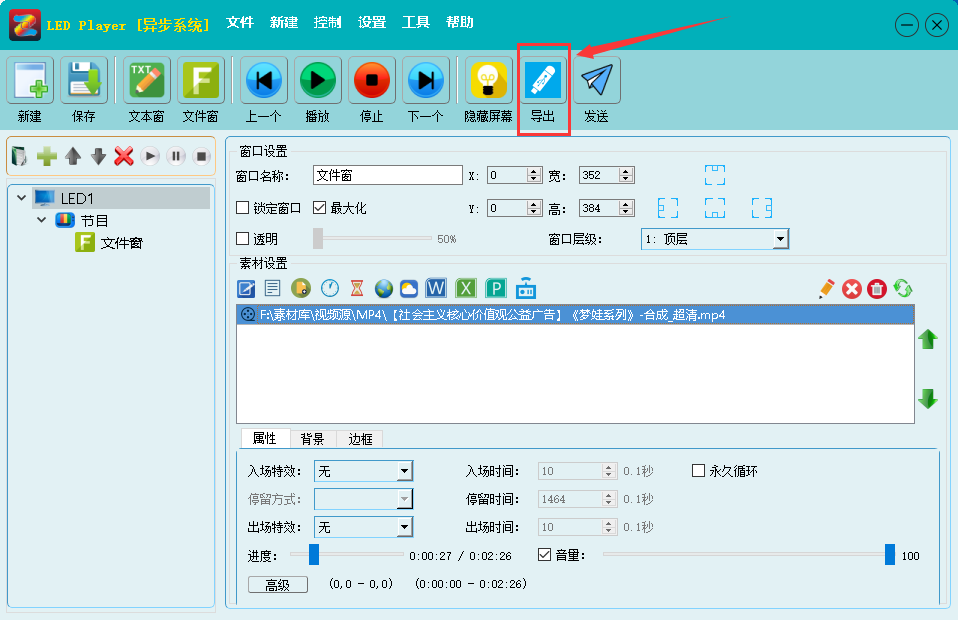 LED Player [异步系统] 文件 新建 控制 设置 工具 帮助
TXT
新建 保存 文本窗 文件窗 上一个 播放 停止 下一个 隐藏屏幕 导出 发送
LED1
节目
文件窗
窗口设置
窗口名称: 文件窗 X: 0 宽: 352
锁定窗口 最大化 Y: 0 高: 384
透明 50% 窗口层级: 1: 顶层
素材设置
F:\素材库\视频源\MP4\【社会主义核心价值观公益广告】《梦娃系列》-合成_超清.mp4
属性 背景 边框
入场特效: 无 入场时间: 10 0.1秒 永久循环
停留方式: 停留时间: 1464 0.1秒
出场特效: 无 出场时间: 10 0.1秒
进度: 0:00:27 / 0:02:26 音量: 100
高级 (0,0 - 0,0) (0:00:00 - 0:02:26)